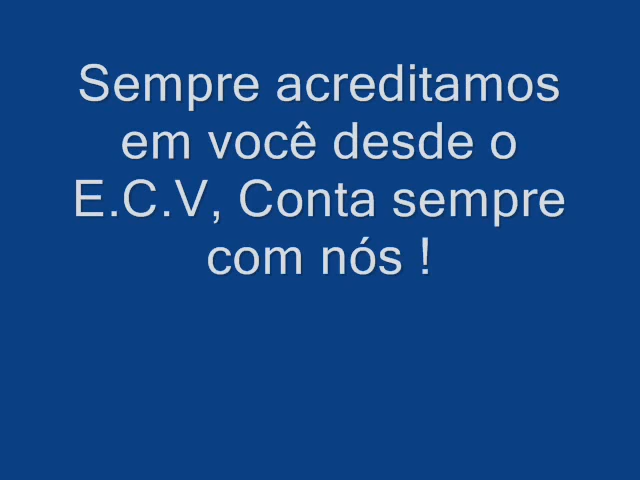 Sempre acreditamos
em você desde o
E.C.V, Conta sempre
com nós !